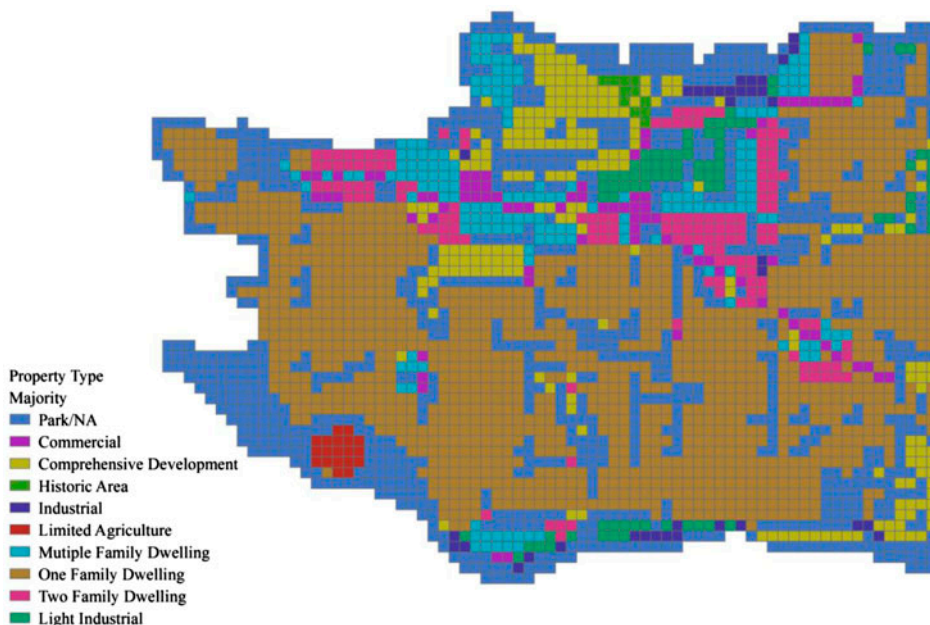 Property Type
Majority
Park/NA
Commercial
Comprehensive Development
Historic Area
Industrial
Limited Agriculture
Mutiple Family Dwelling
One Family Dwelling
Two Family Dwelling
Light Industrial